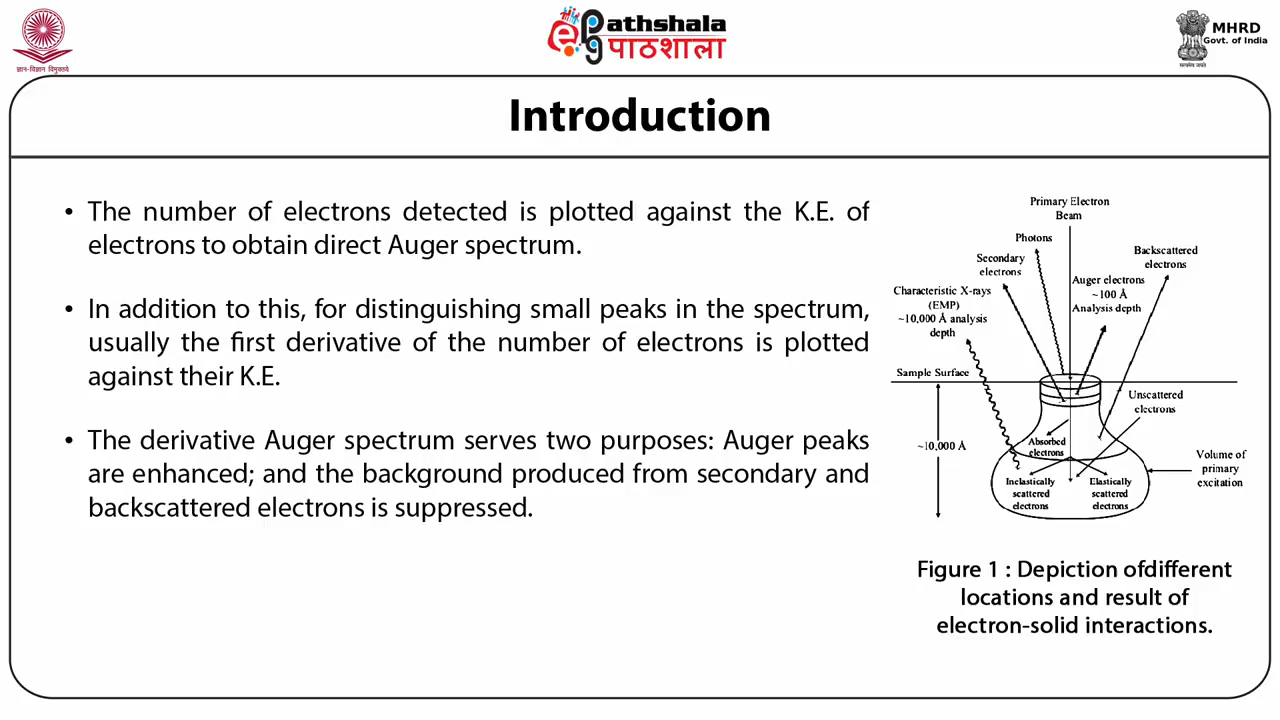 ज्ञान-विज्ञान विमुक्तये
epathshala
पाठशाला
MHRD
Govt. of India
सत्यमेव जयते
Introduction
• The number of electrons detected is plotted against the K.E. of
electrons to obtain direct Auger spectrum.
• In addition to this, for distinguishing small peaks in the spectrum,
usually the first derivative of the number of electrons is plotted
against their K.E.
• The derivative Auger spectrum serves two purposes: Auger peaks
are enhanced; and the background produced from secondary and
backscattered electrons is suppressed.
Primary Electron
Beam
Photons
Secondary
electrons
Backscattered
electrons
Auger electrons
~100 Å
Analysis depth
Characteristic X-rays
(EMP)
~10,000 Å analysis
depth
Sample Surface
Unscattered
electrons
~10,000 Å
Absorbed
electrons
Volume of
primary
excitation
Inelastically
scattered
electrons
Elastically
scattered
electrons
Figure 1 : Depiction ofdifferent
locations and result of
electron-solid interactions.